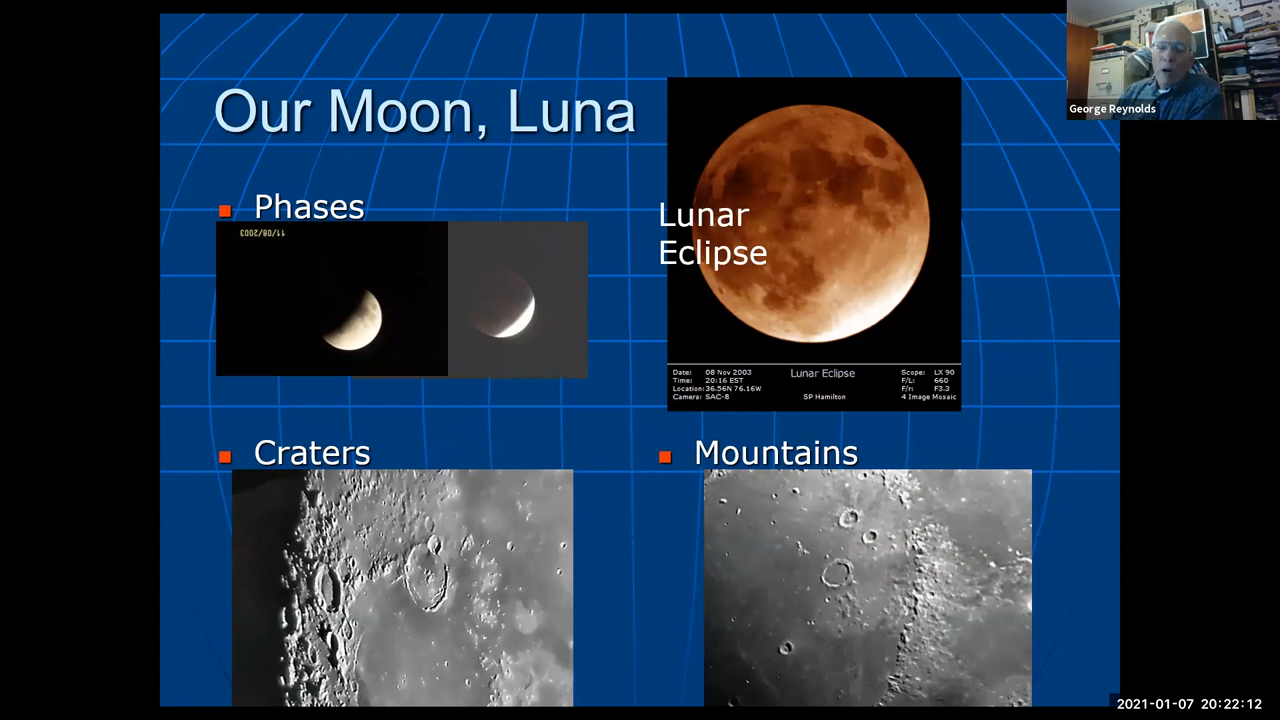 Our Moon, Luna
George Reynolds
Phases
11/08/2003
Lunar
Eclipse
Date: 08 Nov 2003
Time: 20:16 EST
Location: 36.56N 76.16W
Camera: SAC-8
Lunar Eclipse
SP Hamilton
Scope: LX 90
F/L: 660
F/r: F3.3
4 Image Mosaic
Craters
Mountains
2021-01-07 20:22:12